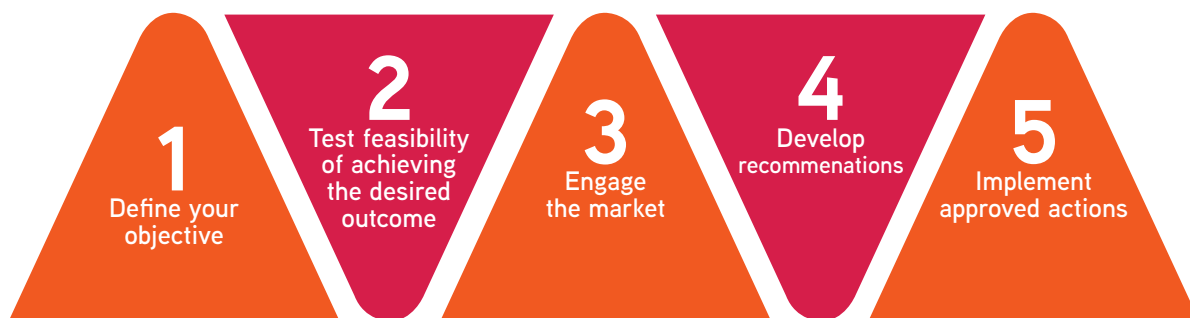 1
Define your
objective
2
Test feasibility
of achieving
the desired
outcome
3
Engage
the market
4
Develop
recommenations
5
Implement
approved actions